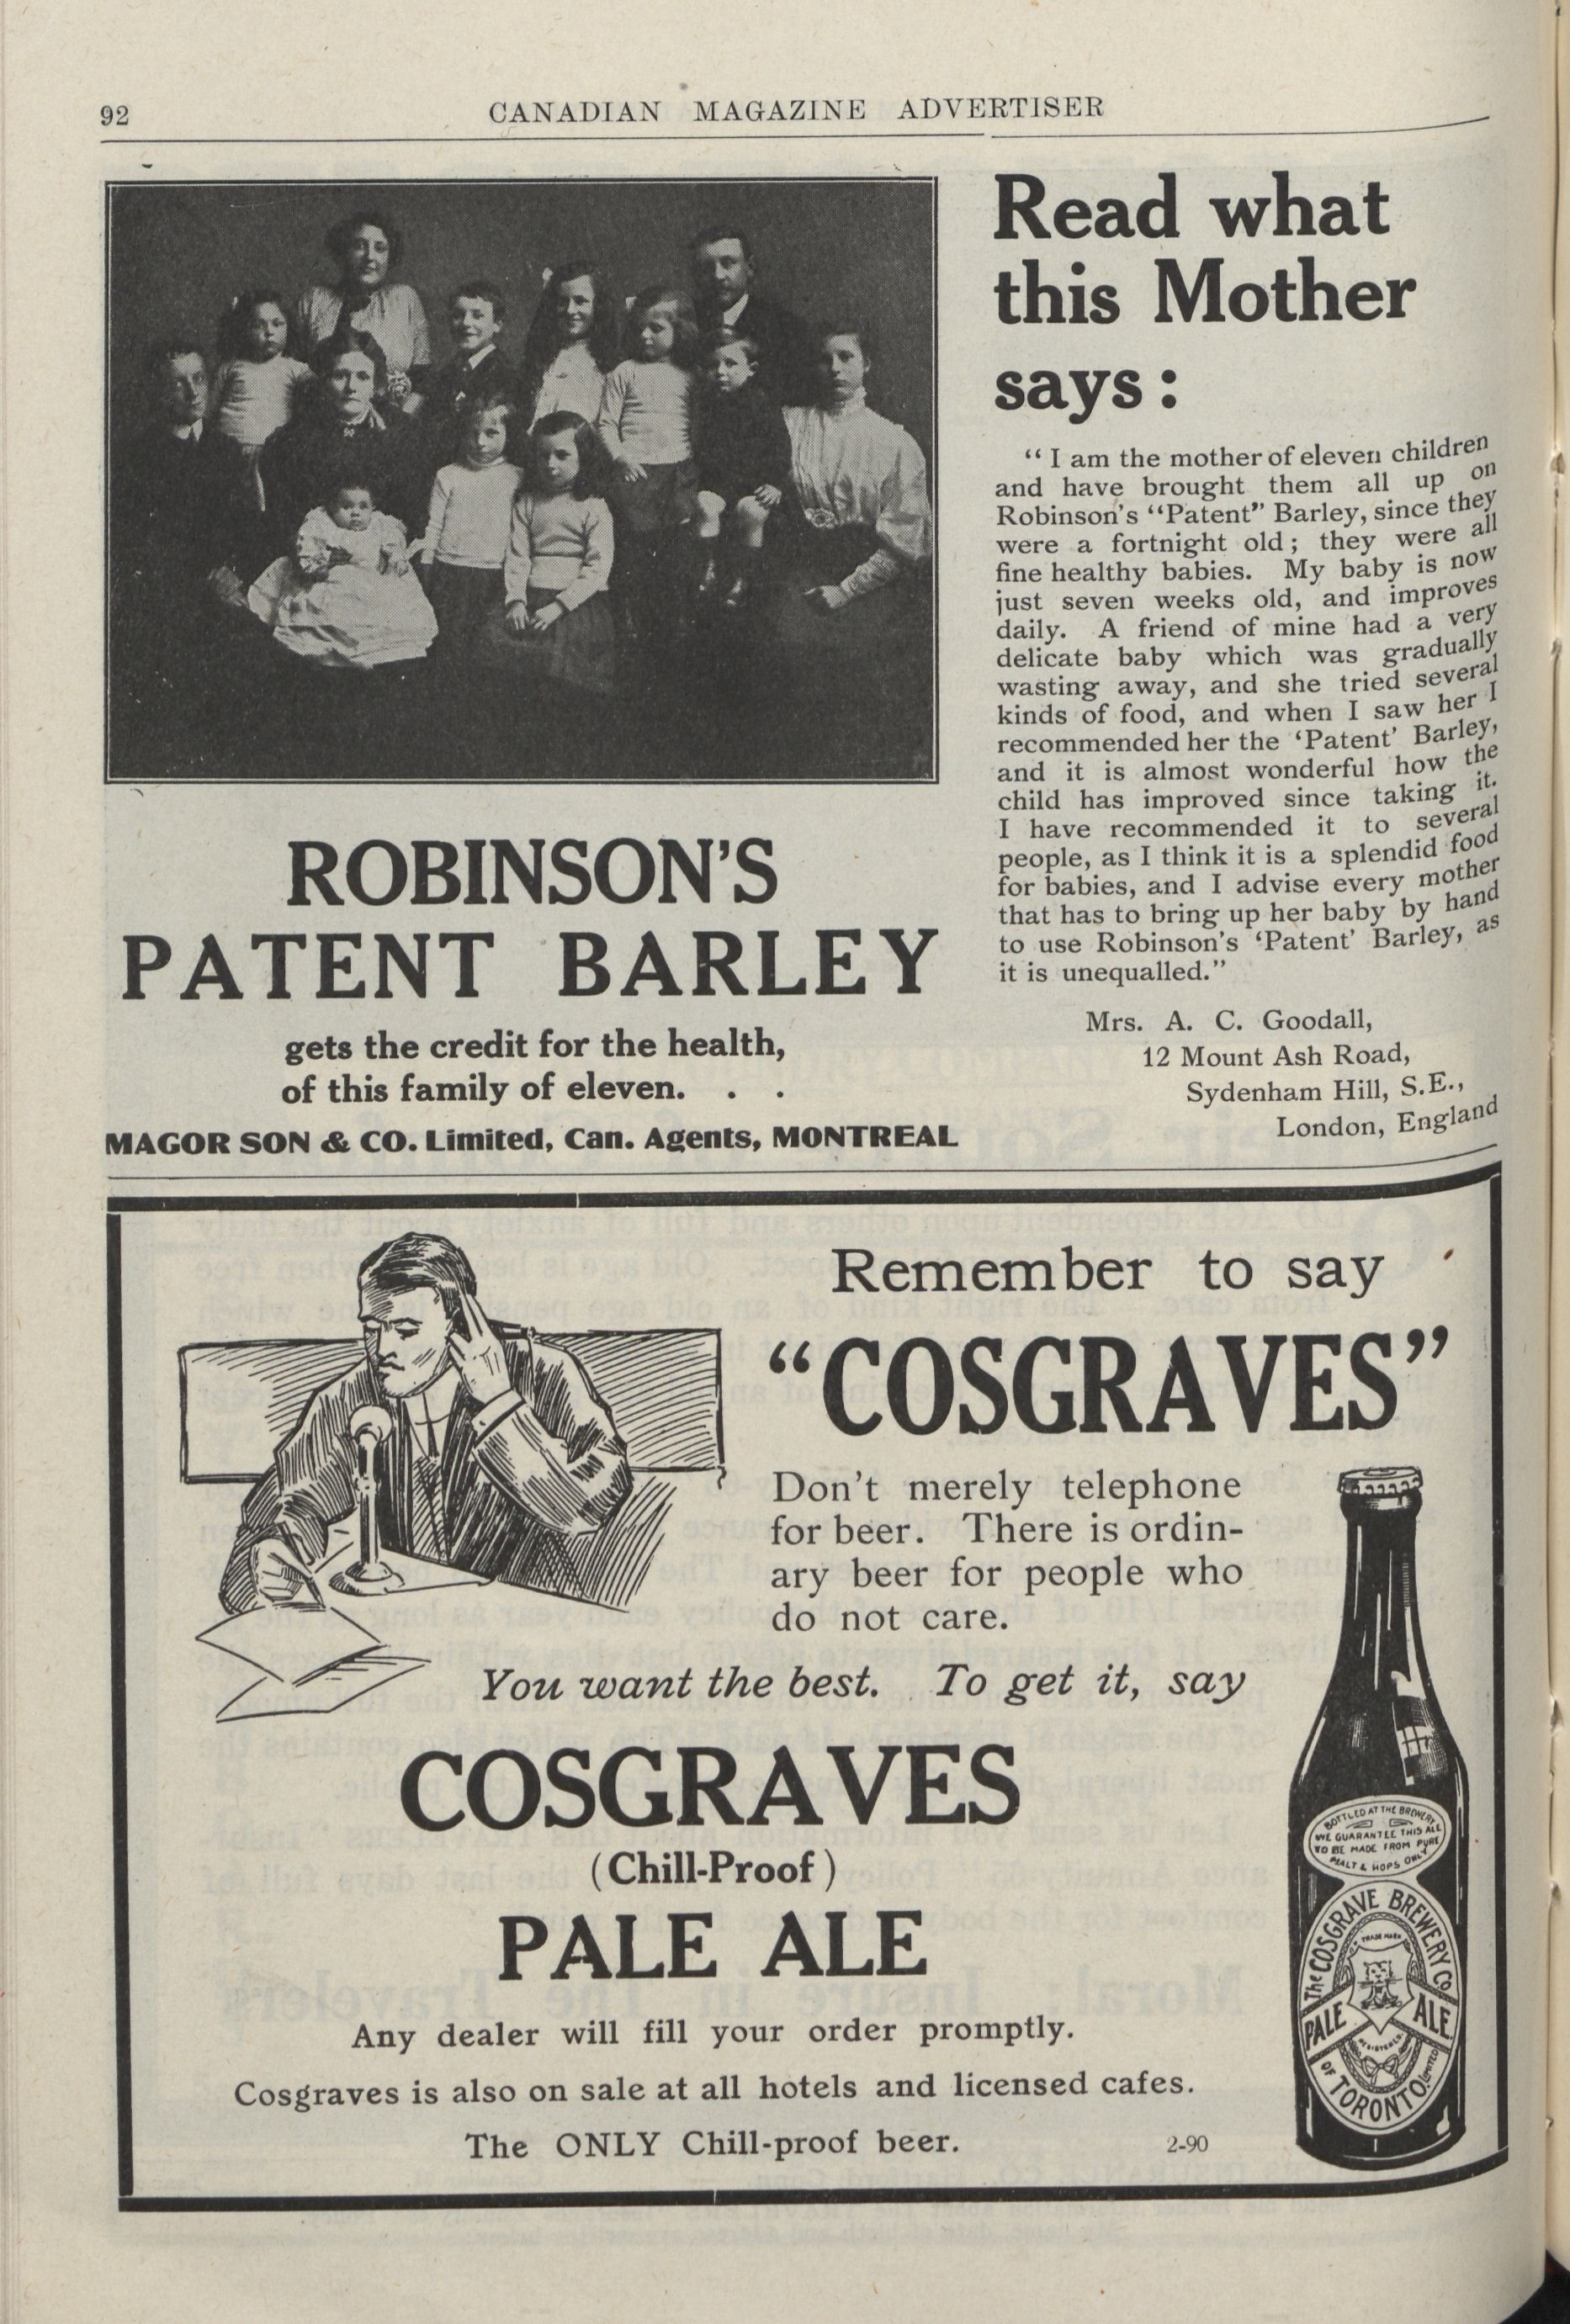 92
CANADIAN MAGAZINE ADVERTISER
Read what
this Mother
says:
“I am the mother of eleven children
and have brought them all up on
Robinson's “Patent” Barley, since they
were a fortnight old; they were all
fine healthy babies. My baby is now
just seven weeks old, and improves
daily. A friend of mine had a very
delicate baby which was gradually
wasting away, and she tried several
kinds of food, and when I saw her I
recommended her the ‘Patent’ Barley,
and it is almost wonderful how the
child has improved since taking it.
I have recommended it to several
people, as I think it is a splendid food
for babies, and I advise every mother
that has to bring up her baby by hand
to use Robinson's ‘Patent’ Barley, as
it is unequalled.”
Mrs. A. C. Goodall,
12 Mount Ash Road,
Sydenham Hill, S.E.,
London, England
ROBINSON'S
PATENT BARLEY
gets the credit for the health,
of this family of eleven. . .
MAGOR SON & CO. Limited, Can. Agents, MONTREAL
Remember to say
“COSGRAVES”
Don't merely telephone
for beer. There is ordin-
ary beer for people who
do not care.
You want the best. To get it, say
COSGRAVES
(Chill-Proof)
PALE ALE
Any dealer will fill your order promptly.
Cosgraves is also on sale at all hotels and licensed cafes.
The ONLY Chill-proof beer.
2-90
BOTTLED AT THE BREWERY
WE GUARANTEE THIS ALE
TO BE MADE FROM PURE
MALT & HOPS ONLY
The COSGRAVE BREWERY Co
TRADE MARK
PALE ALE
REGISTERED
OF TORONTO LIMITED